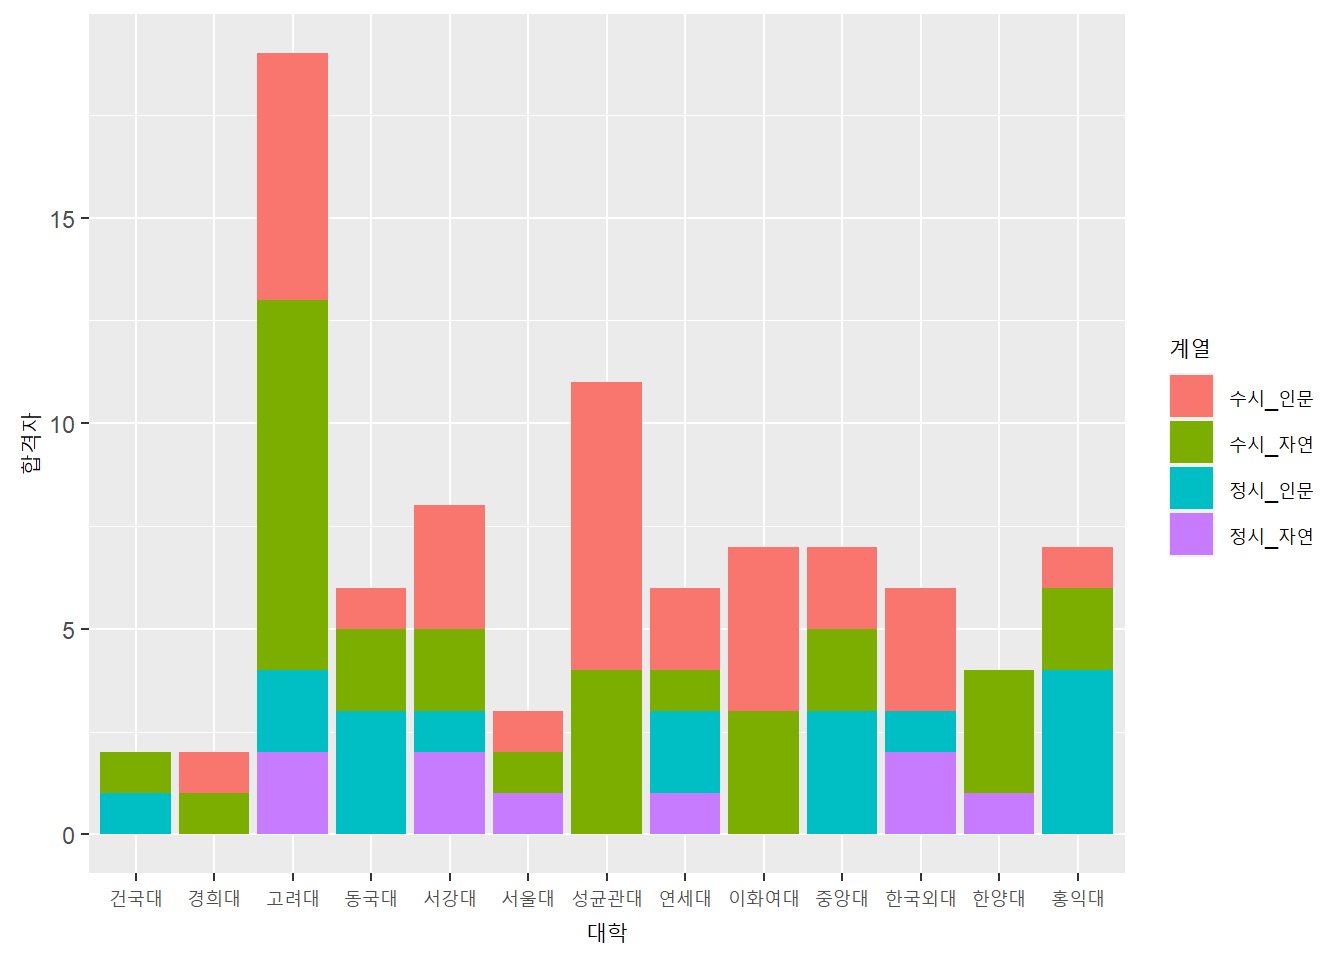 15
10
5
0
합격자
건국대 경희대 고려대 동국대 서강대 서울대 성균관대 연세대 이화여대 중앙대 한국외대 한양대 홍익대
대학
계열
수시_인문
수시_자연
정시_인문
정시_자연